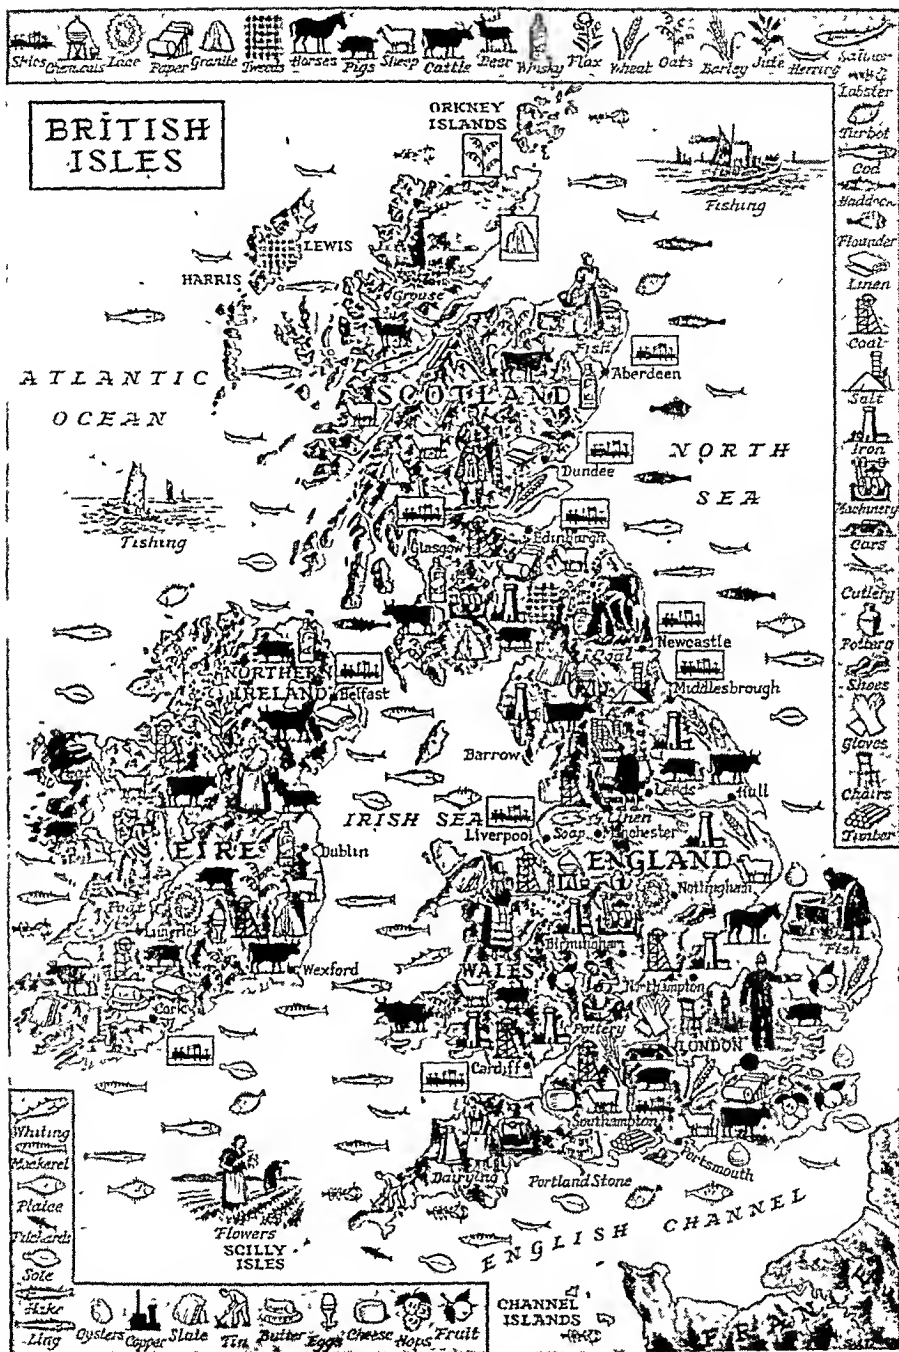 Ships Chemicals Lace Paper Granite Tweeds Horses Pigs Sheep Cattle Deer Whisky Flax Wheat Oats Barley Jute Herring Salmon
Lobster
Turbot
Cod
Haddock
Flounder
Linen
Coal
Salt
Iron
Machinery
Cars
Cutlery
Pottery
Shoes
Gloves
Chairs
Timber
BRITISH
ISLES
ORKNEY
ISLANDS
Fishing
LEWIS
HARRIS
Grouse
Fish
Aberdeen
ATLANTIC
OCEAN
SCOTLAND
NORTH
SEA
Dundee
Fishing
Glasgow
Edinburgh
Newcastle
Coal
NORTHERN
IRELAND
Belfast
Middlesbrough
Barrow
Leeds
Hull
IRISH SEA
Liverpool
Linen
Soap
Manchester
EIRE
Dublin
ENGLAND
Nottingham
Peat
Limerick
Fish
Birmingham
Wexford
WALES
Northampton
Cork
Pottery
LONDON
Cardiff
Southampton
Portsmouth
Dairying
Portland Stone
Flowers
SCILLY
ISLES
ENGLISH CHANNEL
Whiting
Mackerel
Plaice
Pilchards
Sole
Hake
Ling
Oysters Copper Slate Tin Butter Eggs Cheese Hops Fruit
CHANNEL
ISLANDS
FRAN